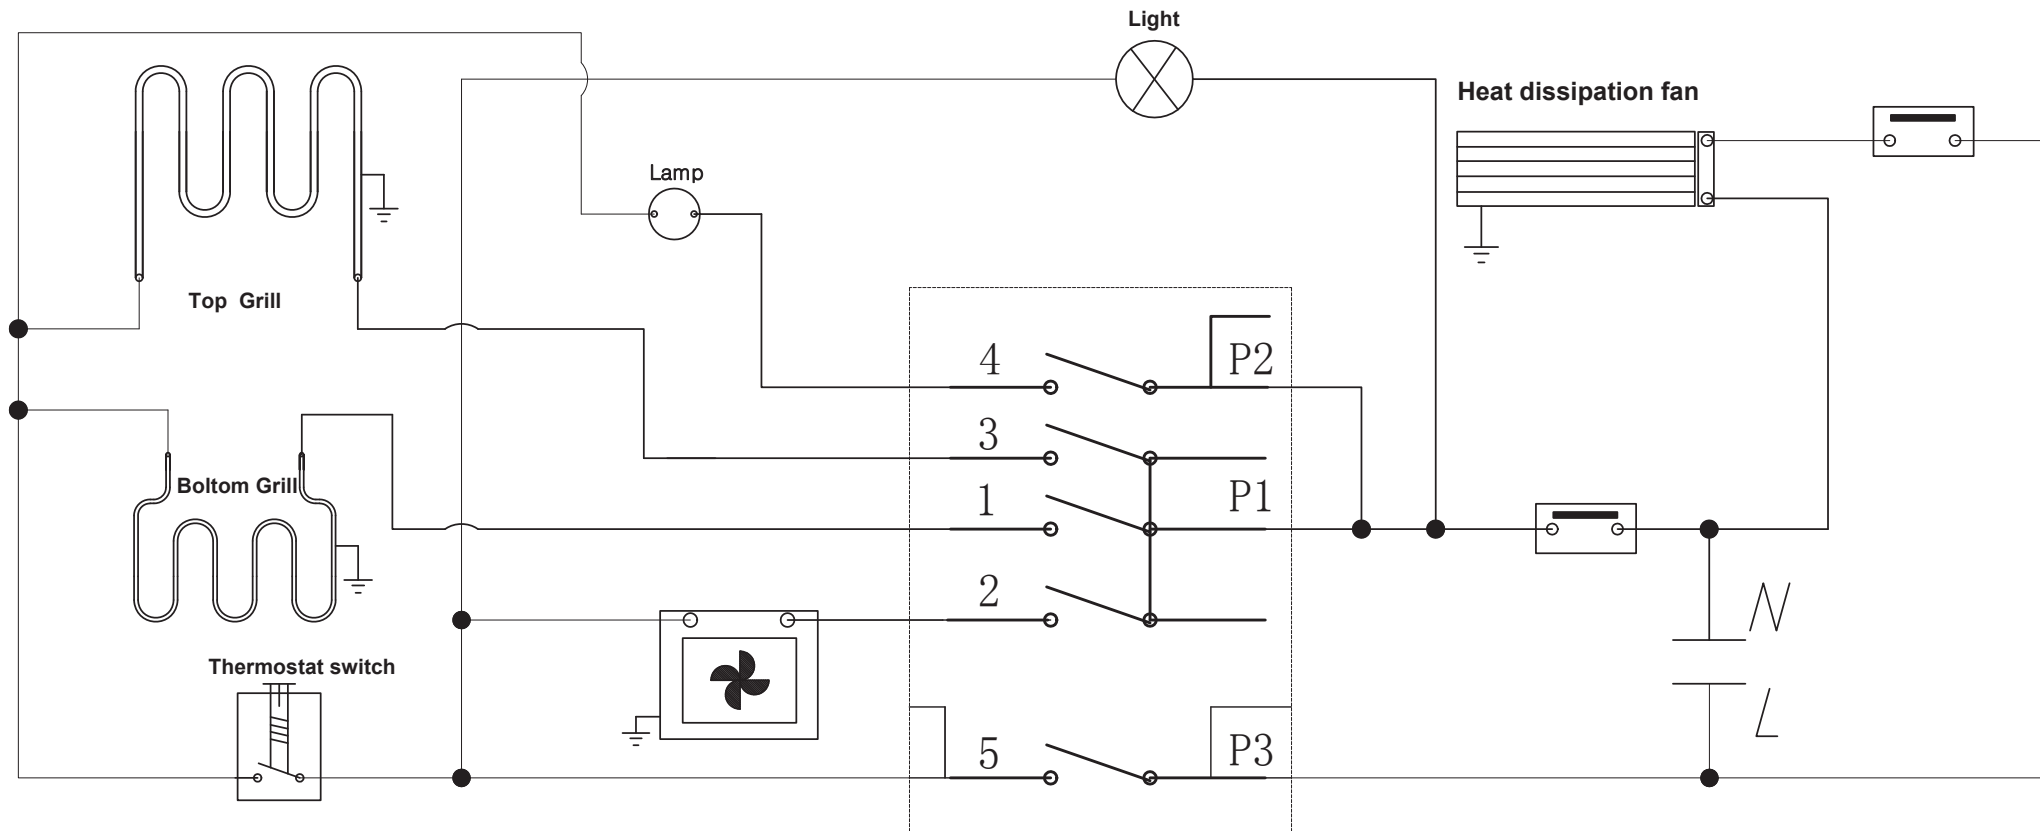 Light
Heat dissipation fan
Lamp
Top Grill
4
P2
3
Boltom Grill
1
P1
2
N
Thermostat switch
L
5
P3